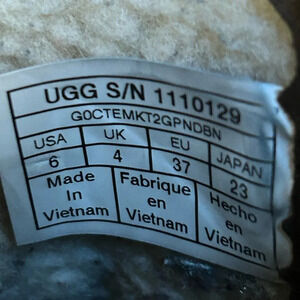 UGG S/N 1110129
G0CTEMKT2GPNDBN
USA UK EU JAPAN
6 4 37 23
Made In Vietnam
Fabrique en Vietnam
Hecho en Vietnam